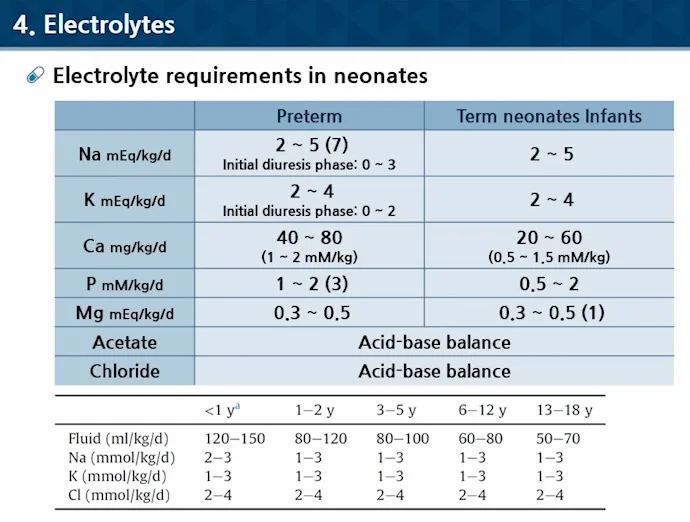 4. Electrolytes
Electrolyte requirements in neonates
Preterm Term neonates Infants
Na mEq/kg/d 2 ~ 5 (7) 2 ~ 5
Initial diuresis phase: 0 ~ 3
K mEq/kg/d 2 ~ 4 2 ~ 4
Initial diuresis phase: 0 ~ 2
Ca mg/kg/d 40 ~ 80 20 ~ 60
(1 ~ 2 mM/kg) (0.5 ~ 1.5 mM/kg)
P mM/kg/d 1 ~ 2 (3) 0.5 ~ 2
Mg mEq/kg/d 0.3 ~ 0.5 0.3 ~ 0.5 (1)
Acetate Acid-base balance
Chloride Acid-base balance
<1 yᵃ 1–2 y 3–5 y 6–12 y 13–18 y
Fluid (ml/kg/d) 120–150 80–120 80–100 60–80 50–70
Na (mmol/kg/d) 2–3 1–3 1–3 1–3 1–3
K (mmol/kg/d) 1–3 1–3 1–3 1–3 1–3
Cl (mmol/kg/d) 2–4 2–4 2–4 2–4 2–4